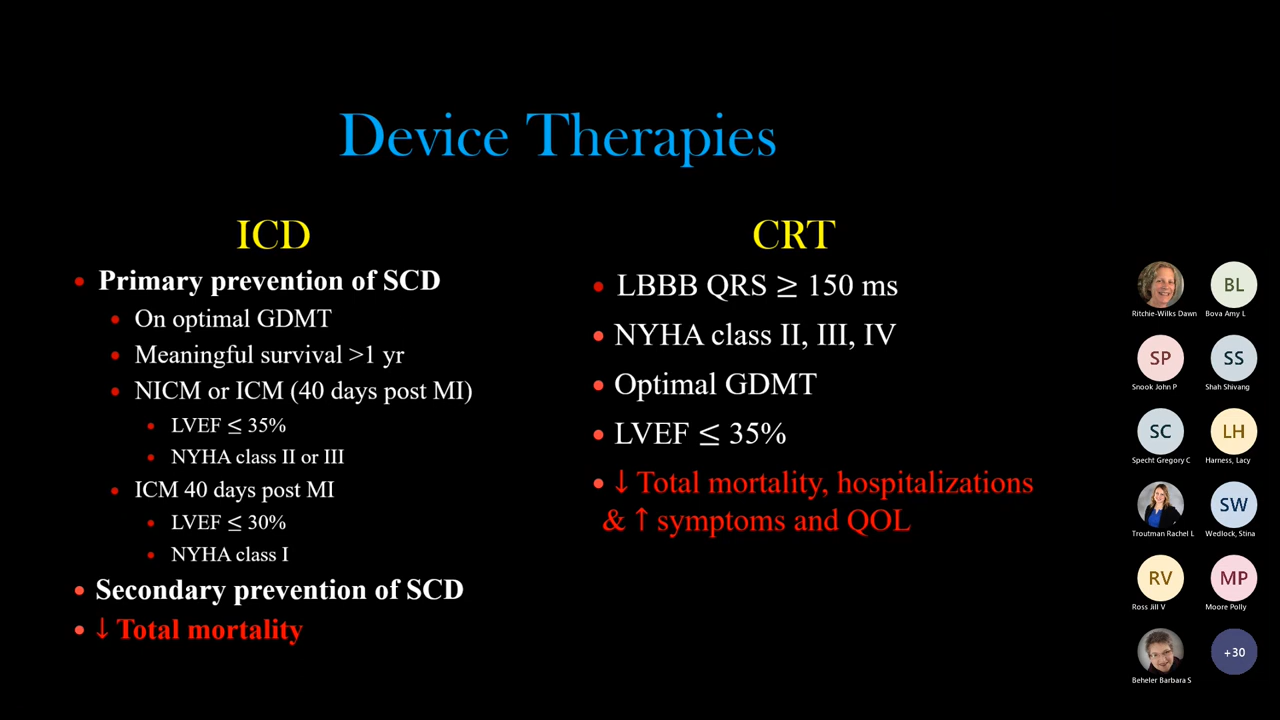 Device Therapies
ICD
• Primary prevention of SCD
• On optimal GDMT
• Meaningful survival >1 yr
• NICM or ICM (40 days post MI)
• LVEF ≤ 35%
• NYHA class II or III
• ICM 40 days post MI
• LVEF ≤ 30%
• NYHA class I
• Secondary prevention of SCD
• ↓ Total mortality
CRT
• LBBB QRS ≥ 150 ms
• NYHA class II, III, IV
• Optimal GDMT
• LVEF ≤ 35%
• ↓ Total mortality, hospitalizations
& ↑ symptoms and QOL
BL
Ritchie-Wilks Dawn
Bova Amy L
SP
SS
Snook John P
Shah Shivang
SC
LH
Specht Gregory C
Harness, Lacy
SW
Troutman Rachel L
Wedlock, Stina
RV
MP
Ross Jill V
Moore Polly
+30
Beheler Barbara S